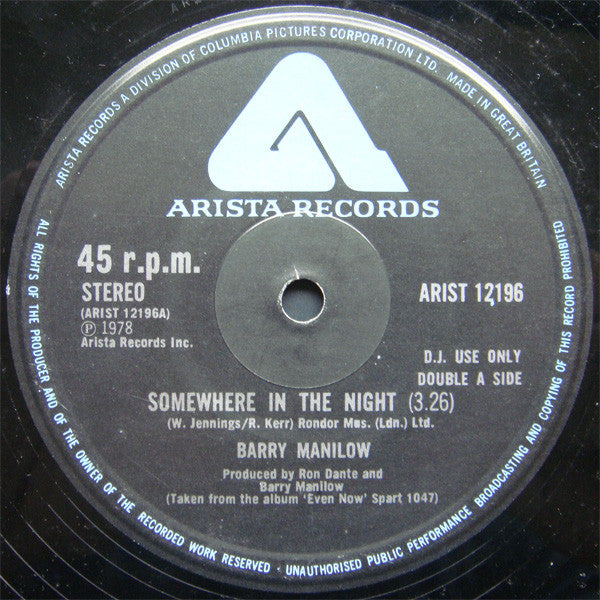 ARISTA RECORDS A DIVISION OF COLUMBIA PICTURES CORPORATION LTD. MADE IN GREAT BRITAIN
ARISTA RECORDS
45 r.p.m.
STEREO
(ARIST 12196A)
Ⓟ 1978
Arista Records Inc.
ARIST 12196
D.J. USE ONLY
DOUBLE A SIDE
SOMEWHERE IN THE NIGHT (3.26)
(W. Jennings/R. Kerr) Rondor Mus. (Ldn.) Ltd.
BARRY MANILOW
Produced by Ron Dante and
Barry Manilow
(Taken from the album 'Even Now' Spart 1047)
ALL RIGHTS OF THE PRODUCER AND OF THE OWNER OF THE RECORDED WORK RESERVED · UNAUTHORISED PUBLIC PERFORMANCE BROADCASTING AND COPYING OF THIS RECORD PROHIBITED